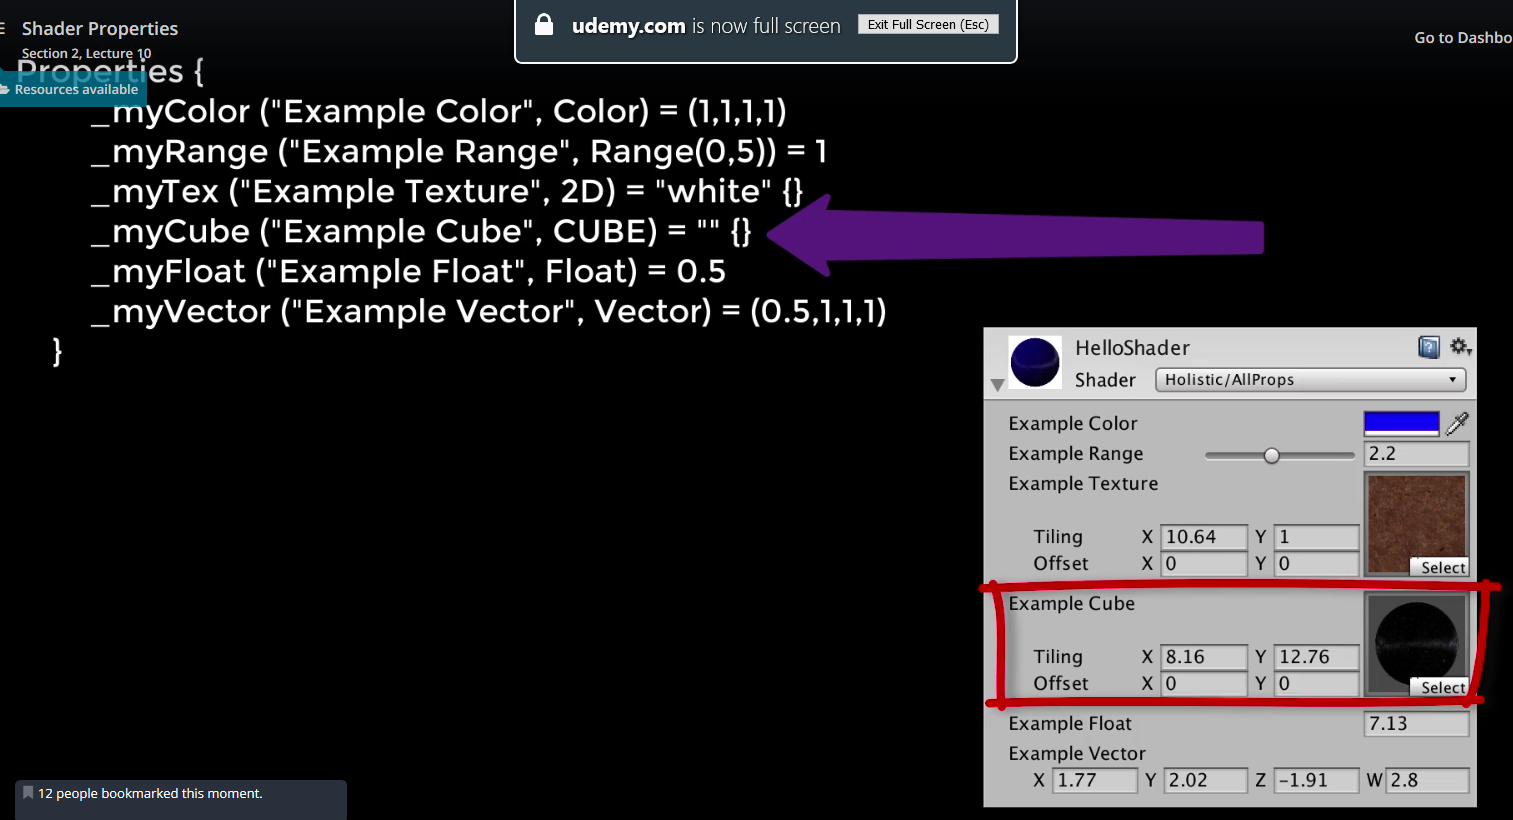 udemy.com is now full screen
Exit Full Screen (Esc)
Shader Properties
Section 2, Lecture 10
Go to Dashbo
Properties {
Resources available
_myColor ("Example Color", Color) = (1,1,1,1)
_myRange ("Example Range", Range(0,5)) = 1
_myTex ("Example Texture", 2D) = "white" {}
_myCube ("Example Cube", CUBE) = "" {}
_myFloat ("Example Float", Float) = 0.5
_myVector ("Example Vector", Vector) = (0.5,1,1,1)
}
HelloShader
Shader Holistic/AllProps
Example Color
Example Range 2.2
Example Texture
Tiling X 10.64 Y 1
Offset X 0 Y 0
Select
Example Cube
Tiling X 8.16 Y 12.76
Offset X 0 Y 0
Select
Example Float 7.13
Example Vector
X 1.77 Y 2.02 Z -1.91 W 2.8
12 people bookmarked this moment.